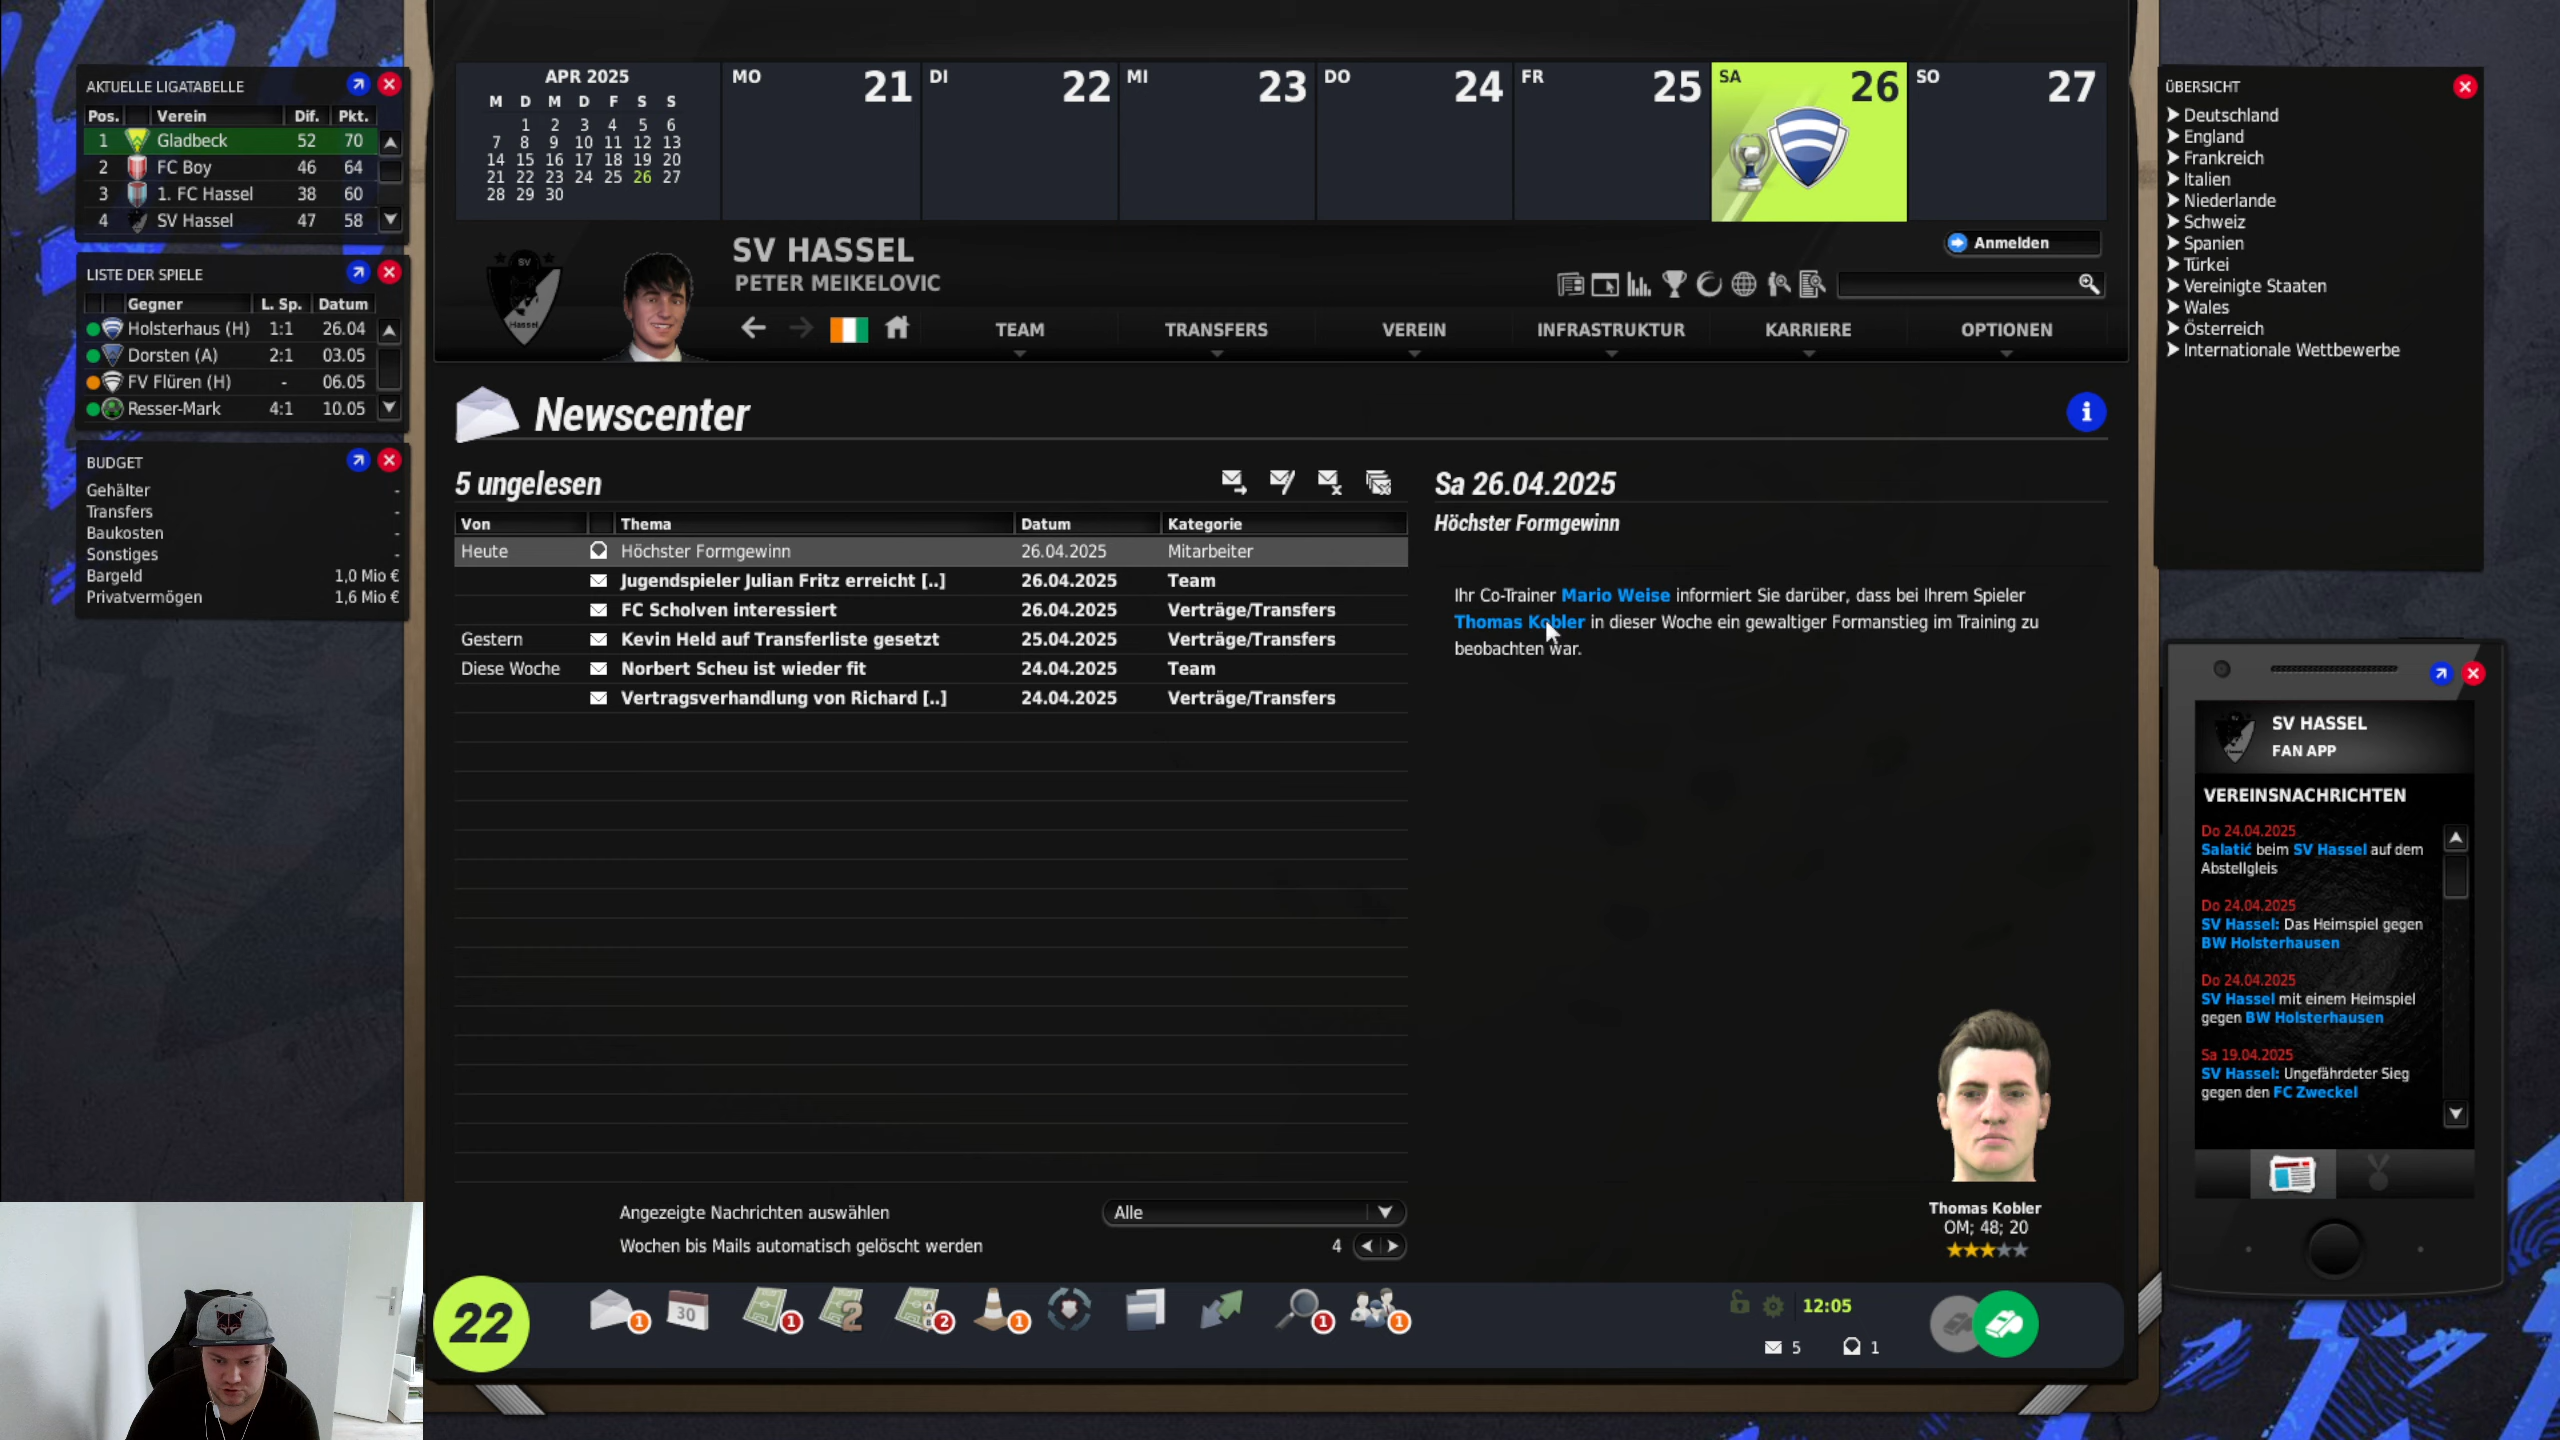 AKTUELLE LIGATABELLE
Pos. Verein Dif. Pkt.
1 Gladbeck 52 70
2 FC Boy 46 64
3 1. FC Hassel 38 60
4 SV Hassel 47 58
LISTE DER SPIELE
Gegner L. Sp. Datum
Holsterhaus (H) 1:1 26.04
Dorsten (A) 2:1 03.05
FV Flüren (H) - 06.05
Resser-Mark 4:1 10.05
BUDGET
Gehälter -
Transfers -
Baukosten -
Sonstiges -
Bargeld 1,0 Mio €
Privatvermögen 1,6 Mio €
APR 2025
M D M D F S S
1 2 3 4 5 6
7 8 9 10 11 12 13
14 15 16 17 18 19 20
21 22 23 24 25 26 27
28 29 30
MO 21
DI 22
MI 23
DO 24
FR 25
SA 26
SO 27
SV
Hassel
SV HASSEL
PETER MEIKELOVIC
Anmelden
TEAM TRANSFERS VEREIN INFRASTRUKTUR KARRIERE OPTIONEN
Newscenter
i
5 ungelesen
Von Thema Datum Kategorie
Heute Höchster Formgewinn 26.04.2025 Mitarbeiter
Jugendspieler Julian Fritz erreicht [..] 26.04.2025 Team
FC Scholven interessiert 26.04.2025 Verträge/Transfers
Gestern Kevin Held auf Transferliste gesetzt 25.04.2025 Verträge/Transfers
Diese Woche Norbert Scheu ist wieder fit 24.04.2025 Team
Vertragsverhandlung von Richard [..] 24.04.2025 Verträge/Transfers
Sa 26.04.2025
Höchster Formgewinn
Ihr Co-Trainer Mario Weise informiert Sie darüber, dass bei Ihrem Spieler
Thomas Kobler in dieser Woche ein gewaltiger Formanstieg im Training zu
beobachten war.
Thomas Kobler
OM; 48; 20
Angezeigte Nachrichten auswählen Alle
Wochen bis Mails automatisch gelöscht werden 4
22
1
30
1
2
2
1
1
1
12:05
5 1
ÜBERSICHT
Deutschland
England
Frankreich
Italien
Niederlande
Schweiz
Spanien
Türkei
Vereinigte Staaten
Wales
Österreich
Internationale Wettbewerbe
SV HASSEL
FAN APP
VEREINSNACHRICHTEN
Do 24.04.2025
Salatić beim SV Hassel auf dem
Abstellgleis
Do 24.04.2025
SV Hassel: Das Heimspiel gegen
BW Holsterhausen
Do 24.04.2025
SV Hassel mit einem Heimspiel
gegen BW Holsterhausen
Sa 19.04.2025
SV Hassel: Ungefährdeter Sieg
gegen den FC Zweckel